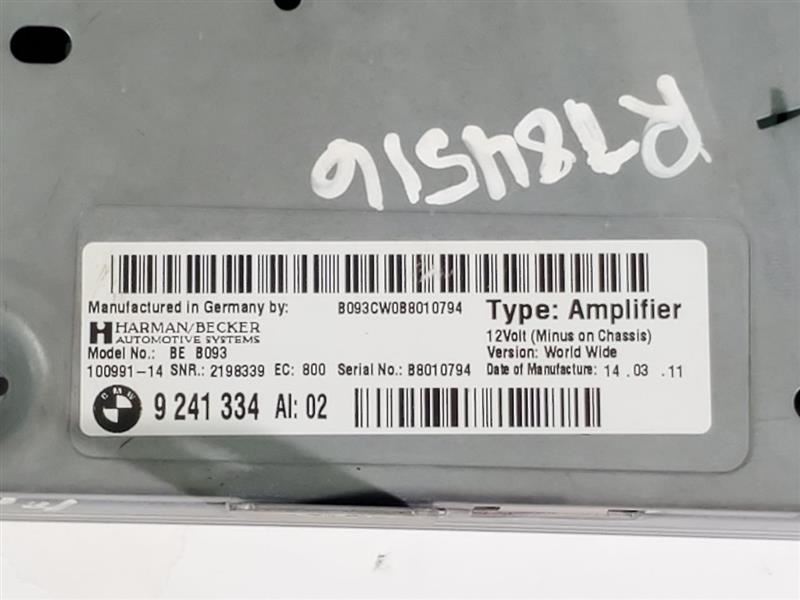 R784516
B093CW0B8010794
Manufactured in Germany by:
HARMAN/BECKER
AUTOMOTIVE SYSTEMS
Model No.: BE B093
100991-14 SNR.: 2198339 EC: 800 Serial No.: B8010794
Type: Amplifier
12Volt (Minus on Chassis)
Version: World Wide
Date of Manufacture: 14 .03 .11
BMW
9 241 334 AI: 02